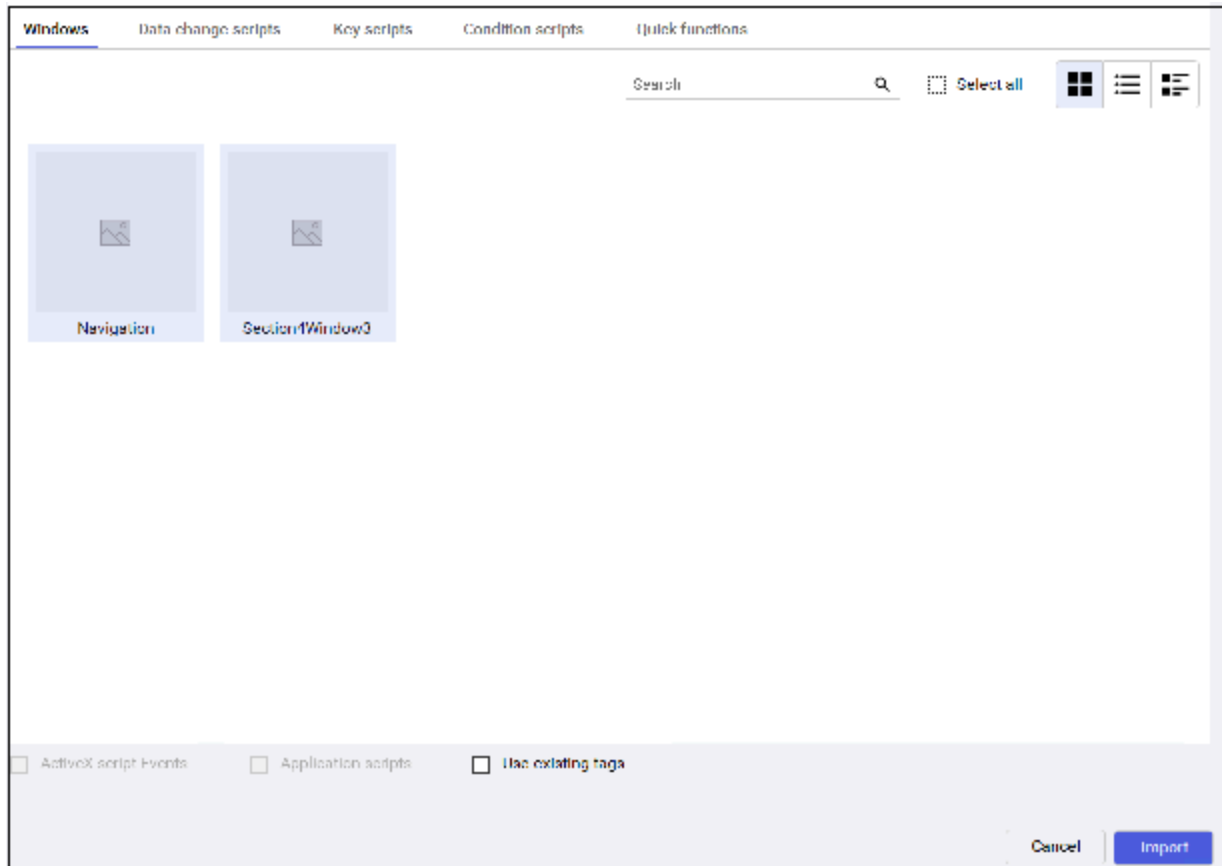 Windows Data change scripts Key scripts Condition scripts Quick functions
Search Select all
Navigation Section4Window3
ActiveX script Events Application scripts Use existing tags
Cancel Import